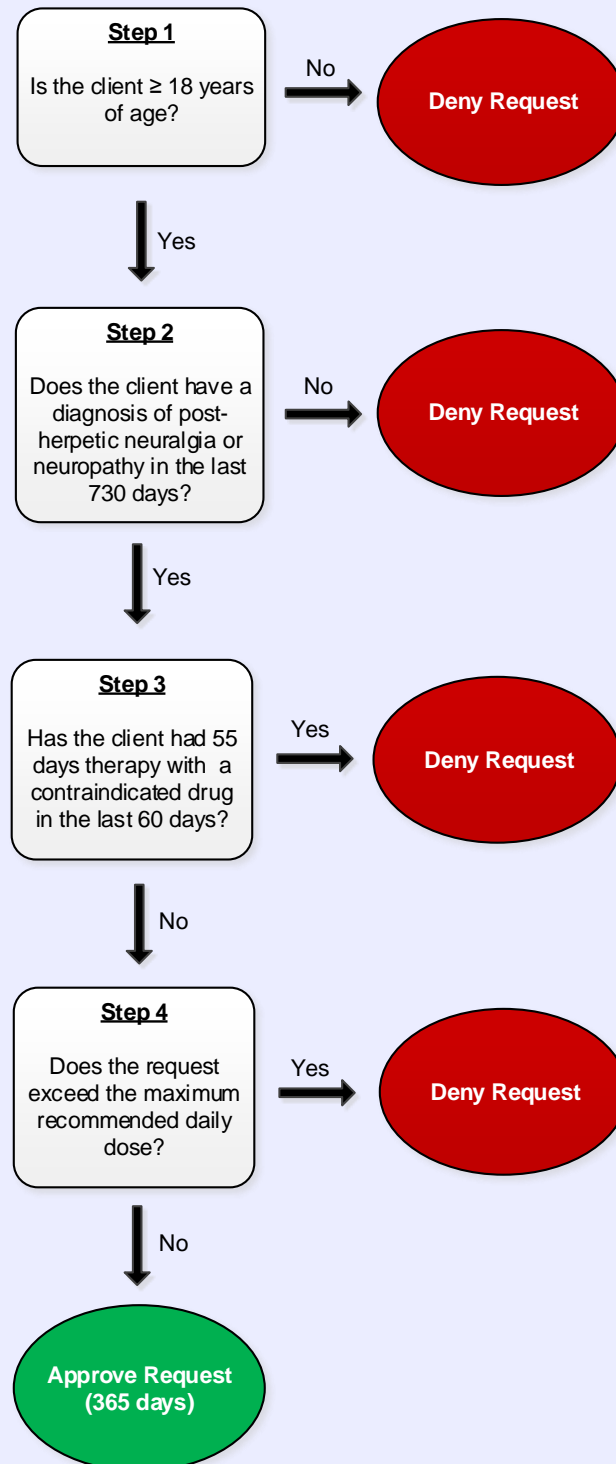 Step 1
Is the client ≥ 18 years
of age?
No
Deny Request
Yes
Step 2
Does the client have a
diagnosis of post-
herpetic neuralgia or
neuropathy in the last
730 days?
No
Deny Request
Yes
Step 3
Has the client had 55
days therapy with a
contraindicated drug
in the last 60 days?
Yes
Deny Request
No
Step 4
Does the request
exceed the maximum
recommended daily
dose?
Yes
Deny Request
No
Approve Request
(365 days)